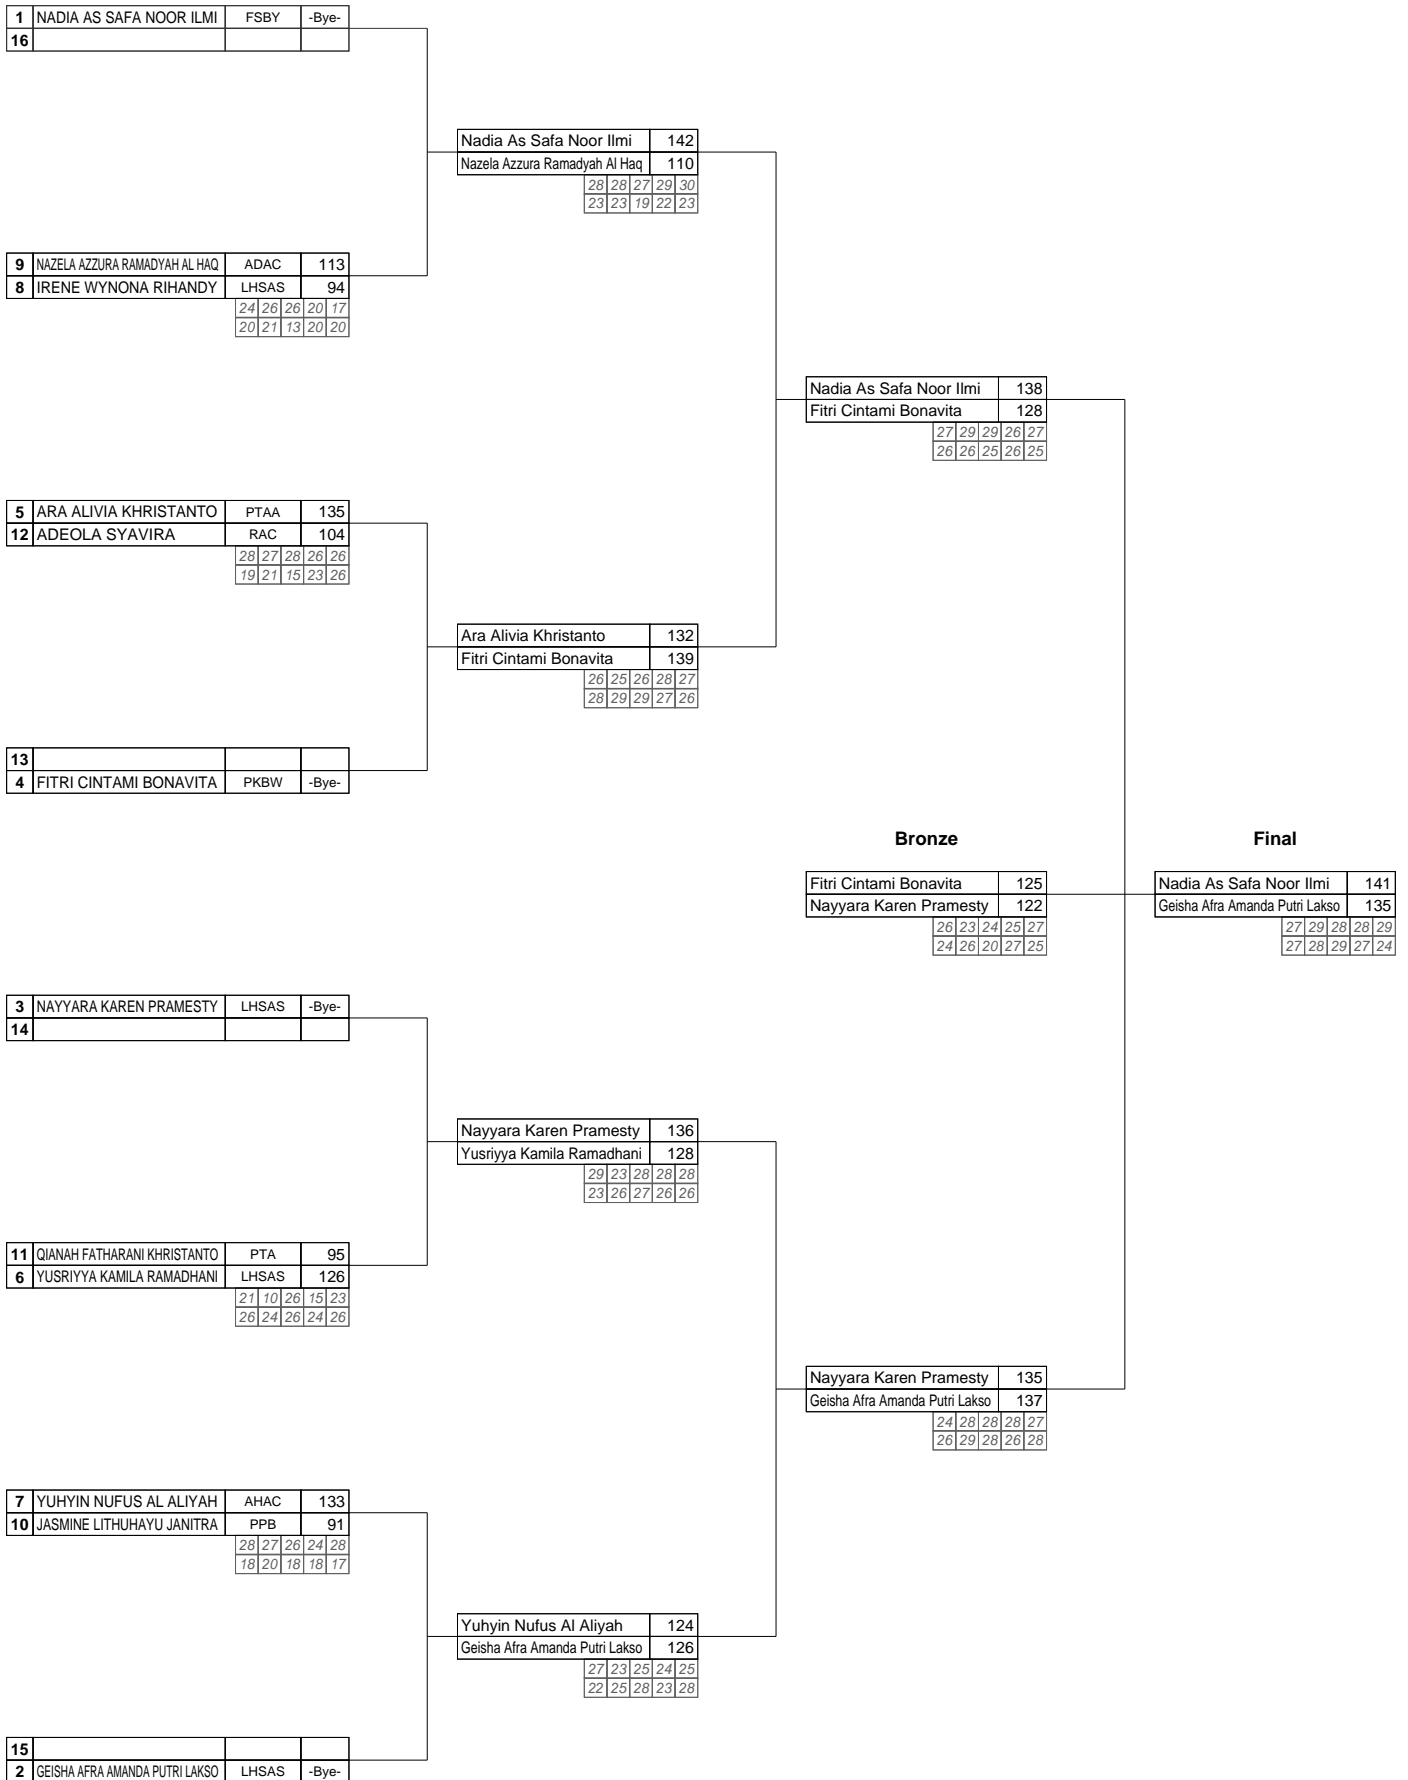 1 NADIA AS SAFA NOOR ILMI FSBY -Bye-
16
Nadia As Safa Noor Ilmi 142
Nazela Azzura Ramadyah Al Haq 110
28 28 27 29 30
23 23 19 22 23
9 NAZELA AZZURA RAMADYAH AL HAQ ADAC 113
8 IRENE WYNONA RIHANDY LHSAS 94
24 26 26 20 17
20 21 13 20 20
Nadia As Safa Noor Ilmi 138
Fitri Cintami Bonavita 128
27 29 29 26 27
26 26 25 26 25
5 ARA ALIVIA KHRISTANTO PTAA 135
12 ADEOLA SYAVIRA RAC 104
28 27 28 26 26
19 21 15 23 26
Ara Alivia Khristanto 132
Fitri Cintami Bonavita 139
26 25 26 28 27
28 29 29 27 26
13
4 FITRI CINTAMI BONAVITA PKBW -Bye-
Bronze Final
Fitri Cintami Bonavita 125 Nadia As Safa Noor Ilmi 141
Nayyara Karen Pramesty 122 Geisha Afra Amanda Putri Lakso 135
26 23 24 25 27 27 29 28 28 29
24 26 20 27 25 27 28 29 27 24
3 NAYYARA KAREN PRAMESTY LHSAS -Bye-
14
Nayyara Karen Pramesty 136
Yusriyya Kamila Ramadhani 128
29 23 28 28 28
23 26 27 26 26
11 QIANAH FATHARANI KHRISTANTO PTA 95
6 YUSRIYYA KAMILA RAMADHANI LHSAS 126
21 10 26 15 23
26 24 26 24 26
Nayyara Karen Pramesty 135
Geisha Afra Amanda Putri Lakso 137
24 28 28 28 27
26 29 28 26 28
7 YUHYIN NUFUS AL ALIYAH AHAC 133
10 JASMINE LITHUHAYU JANITRA PPB 91
28 27 26 24 28
18 20 18 18 17
Yuhyin Nufus Al Aliyah 124
Geisha Afra Amanda Putri Lakso 126
27 23 25 24 25
22 25 28 23 28
15
2 GEISHA AFRA AMANDA PUTRI LAKSO LHSAS -Bye-